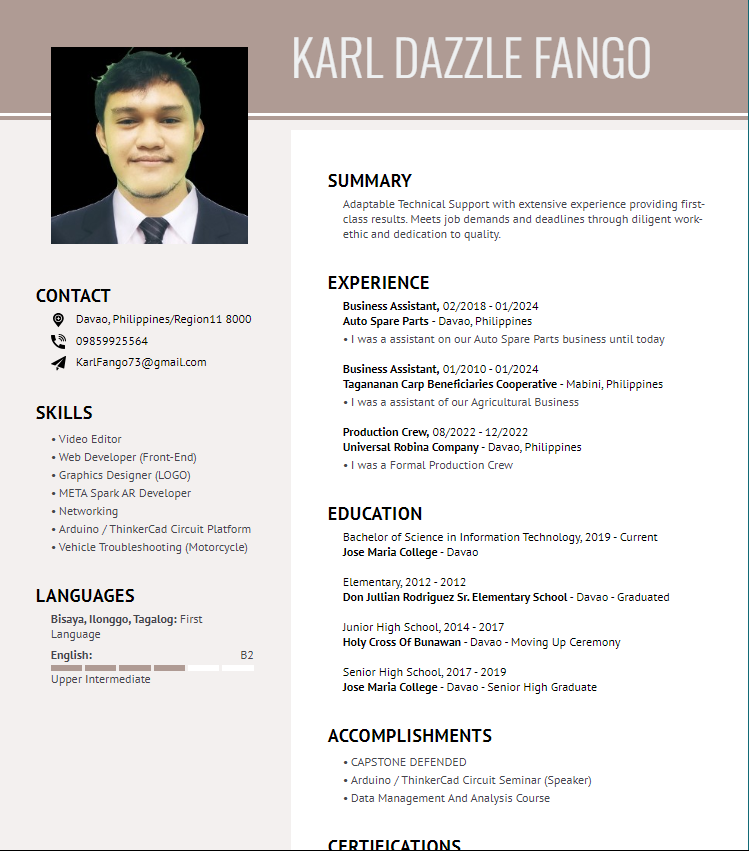 KARL DAZZLE FANGO
CONTACT
Davao, Philippines/Region11 8000
09859925564
KarlFango73@gmail.com
SKILLS
• Video Editor
• Web Developer (Front-End)
• Graphics Designer (LOGO)
• META Spark AR Developer
• Networking
• Arduino / ThinkerCad Circuit Platform
• Vehicle Troubleshooting (Motorcycle)
LANGUAGES
Bisaya, Ilonggo, Tagalog: First
Language
English: B2
Upper Intermediate
SUMMARY
Adaptable Technical Support with extensive experience providing first-
class results. Meets job demands and deadlines through diligent work-
ethic and dedication to quality.
EXPERIENCE
Business Assistant, 02/2018 - 01/2024
Auto Spare Parts - Davao, Philippines
• I was a assistant on our Auto Spare Parts business until today
Business Assistant, 01/2010 - 01/2024
Tagananan Carp Beneficiaries Cooperative - Mabini, Philippines
• I was a assistant of our Agricultural Business
Production Crew, 08/2022 - 12/2022
Universal Robina Company - Davao, Philippines
• I was a Formal Production Crew
EDUCATION
Bachelor of Science in Information Technology, 2019 - Current
Jose Maria College - Davao
Elementary, 2012 - 2012
Don Jullian Rodriguez Sr. Elementary School - Davao - Graduated
Junior High School, 2014 - 2017
Holy Cross Of Bunawan - Davao - Moving Up Ceremony
Senior High School, 2017 - 2019
Jose Maria College - Davao - Senior High Graduate
ACCOMPLISHMENTS
• CAPSTONE DEFENDED
• Arduino / ThinkerCad Circuit Seminar (Speaker)
• Data Management And Analysis Course
CERTIFICATIONS